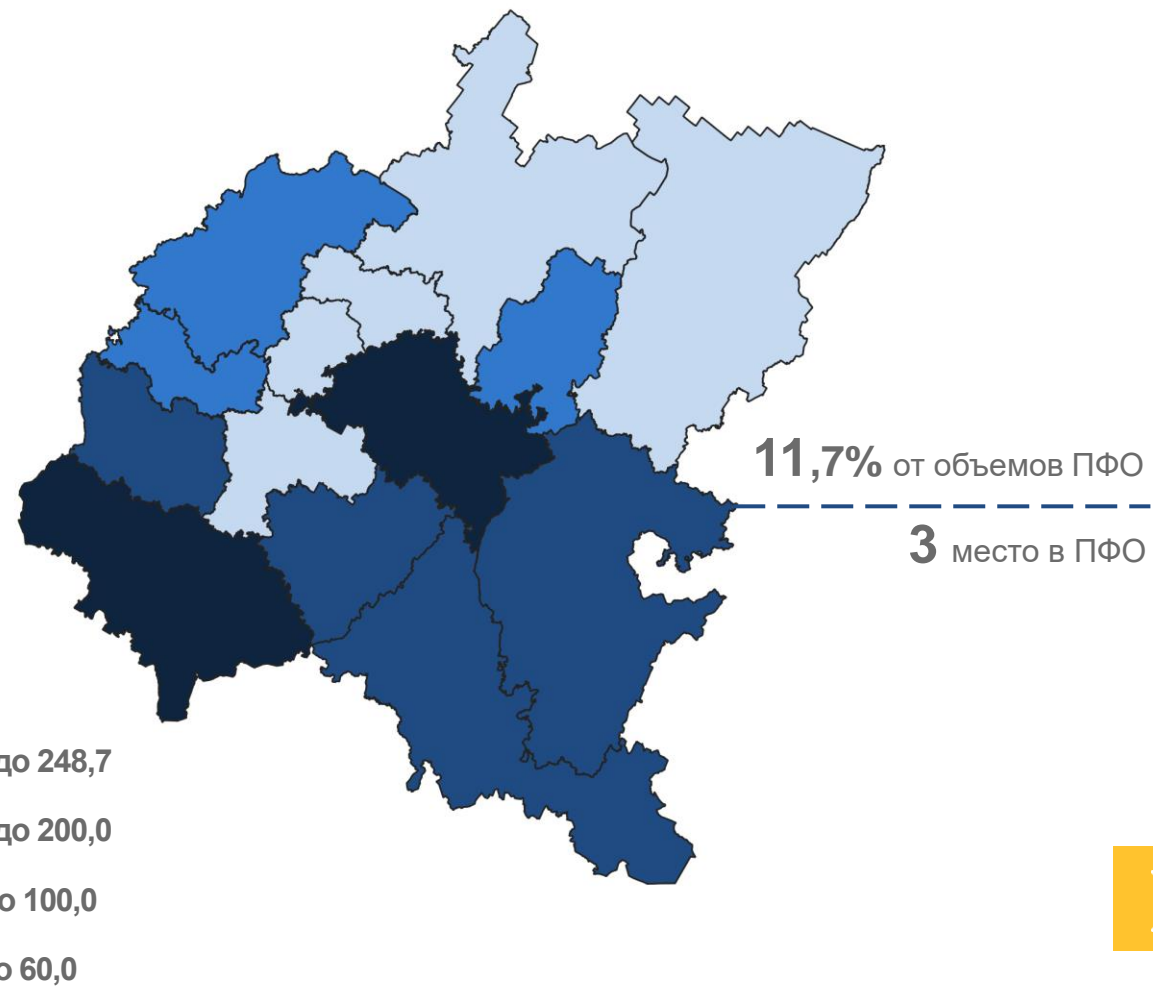 11,7% от объемов ПФО
3 место в ПФО
до 248,7
до 200,0
о 100,0
о 60,0